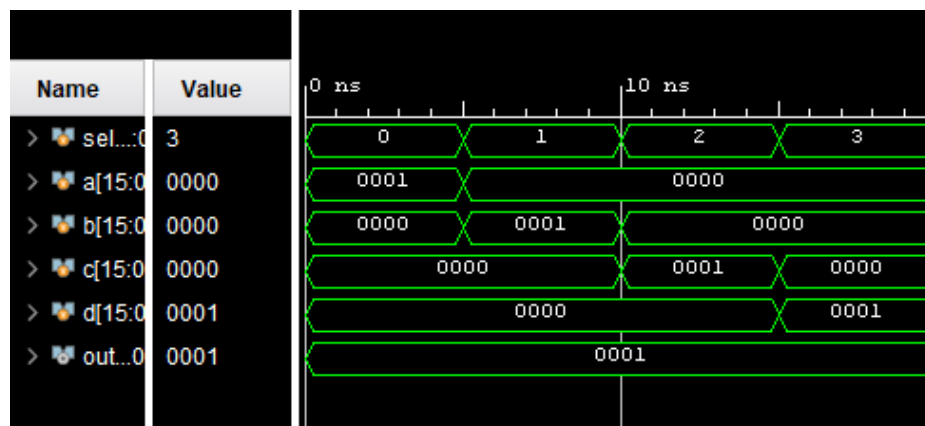 Name Value 0 ns 10 ns
sel...:0 3 0 1 2 3
a[15:0 0000 0001 0000
b[15:0 0000 0000 0001 0000
c[15:0 0000 0000 0001 0000
d[15:0 0001 0000 0001
out...0 0001 0001